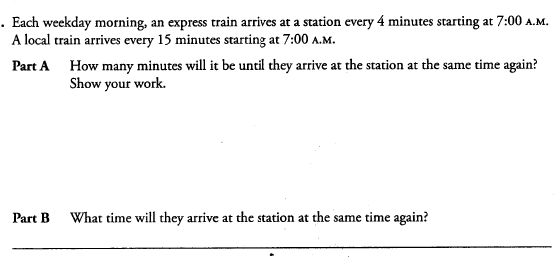 . Each weekday morning, an express train arrives at a station every 4 minutes starting at 7:00 A.M.
A local train arrives every 15 minutes starting at 7:00 A.M.
Part A How many minutes will it be until they arrive at the station at the same time again?
Show your work.
Part B What time will they arrive at the station at the same time again?